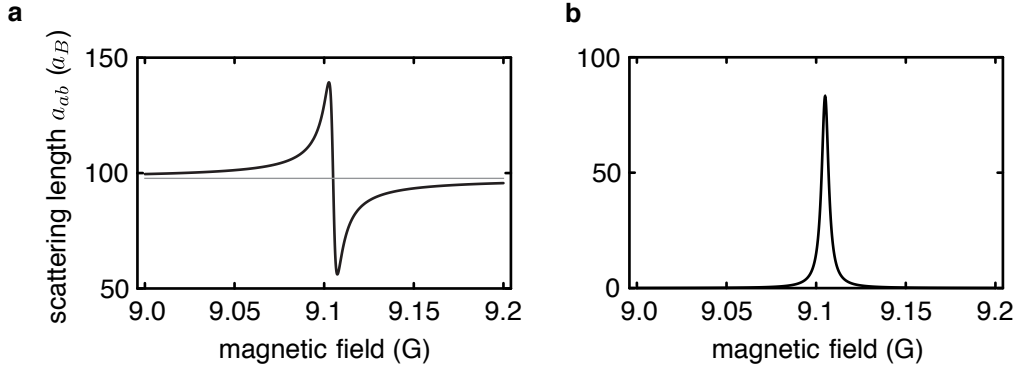 a
150
100
50
scattering length a_ab (a_B)
9.0 9.05 9.1 9.15 9.2
magnetic field (G)
b
100
50
0
9.0 9.05 9.1 9.15 9.2
magnetic field (G)